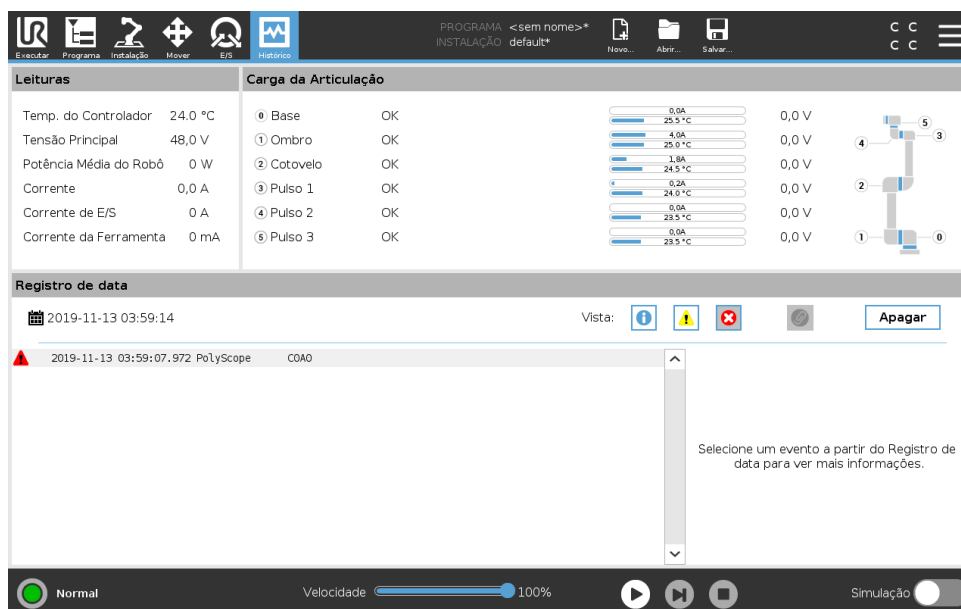 UR
PROGRAMA <sem nome>*
INSTALAÇÃO default*
C C
C C
Executar Programa Instalação Mover E/S Histórico Novo... Abrir... Salvar...
Leituras
Carga da Articulação
Temp. do Controlador 24.0 °C
Tensão Principal 48,0 V
Potência Média do Robô 0 W
Corrente 0,0 A
Corrente de E/S 0 A
Corrente da Ferramenta 0 mA
0 Base OK 0,0A 25.5 °C 0,0 V
1 Ombro OK 4,0A 25.0 °C 0,0 V
2 Cotovelo OK 1,8A 24.5 °C 0,0 V
3 Pulso 1 OK 0,2A 24.0 °C 0,0 V
4 Pulso 2 OK 0,0A 23.5 °C 0,0 V
5 Pulso 3 OK 0,0A 23.5 °C 0,0 V
5
4 3
2
1 0
Registro de data
2019-11-13 03:59:14
Vista:
Apagar
2019-11-13 03:59:07.972 PolyScope C0A0
Selecione um evento a partir do Registro de
data para ver mais informações.
Normal
Velocidade 100%
Simulação